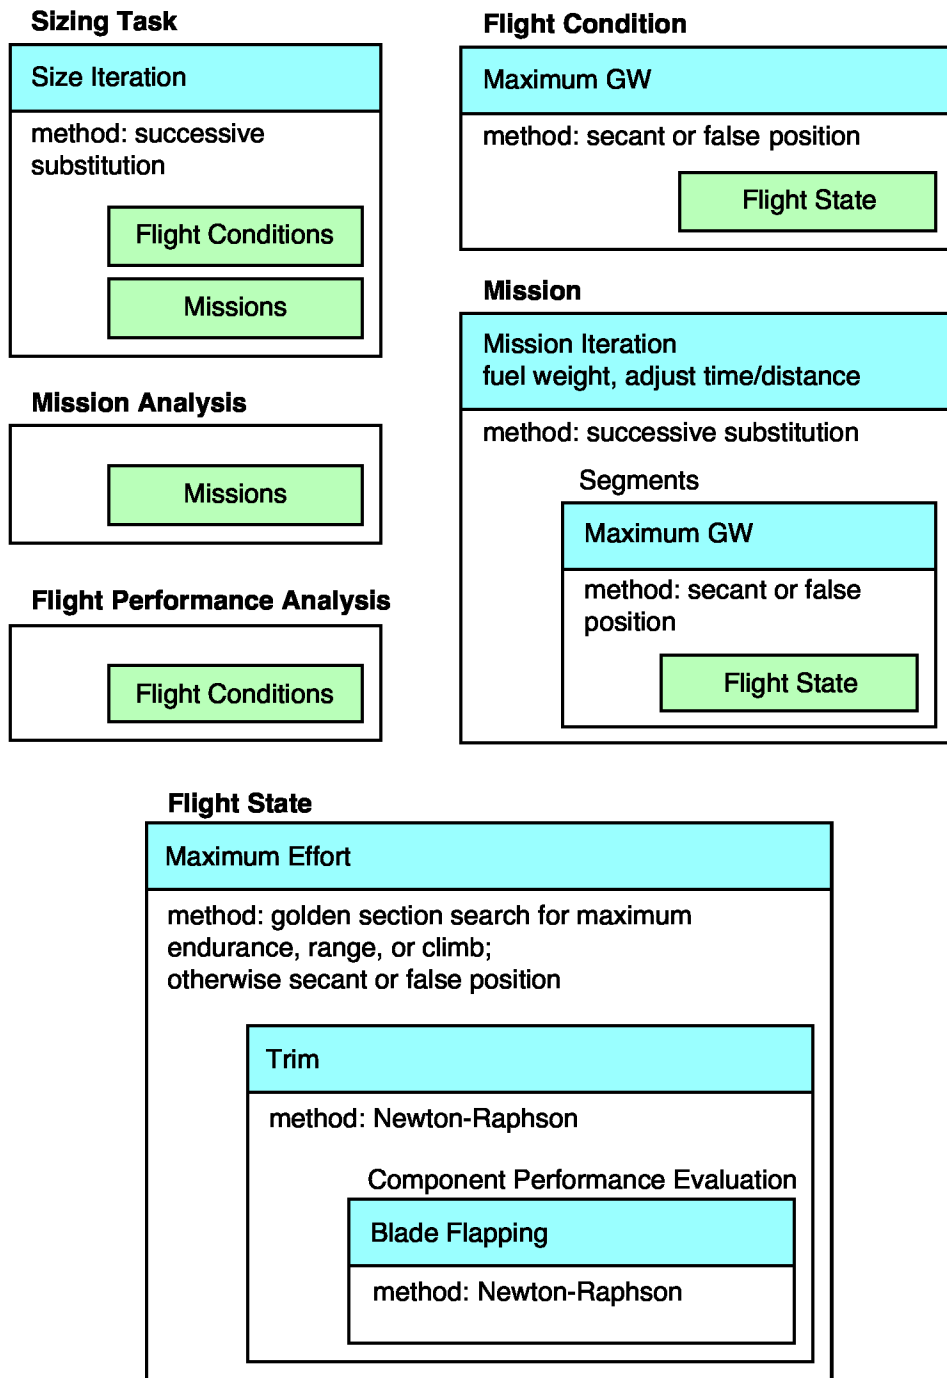 Sizing Task
Size Iteration
method: successive
substitution
Flight Conditions
Missions
Mission Analysis
Missions
Flight Performance Analysis
Flight Conditions
Flight Condition
Maximum GW
method: secant or false position
Flight State
Mission
Mission Iteration
fuel weight, adjust time/distance
method: successive substitution
Segments
Maximum GW
method: secant or false
position
Flight State
Flight State
Maximum Effort
method: golden section search for maximum
endurance, range, or climb;
otherwise secant or false position
Trim
method: Newton-Raphson
Component Performance Evaluation
Blade Flapping
method: Newton-Raphson